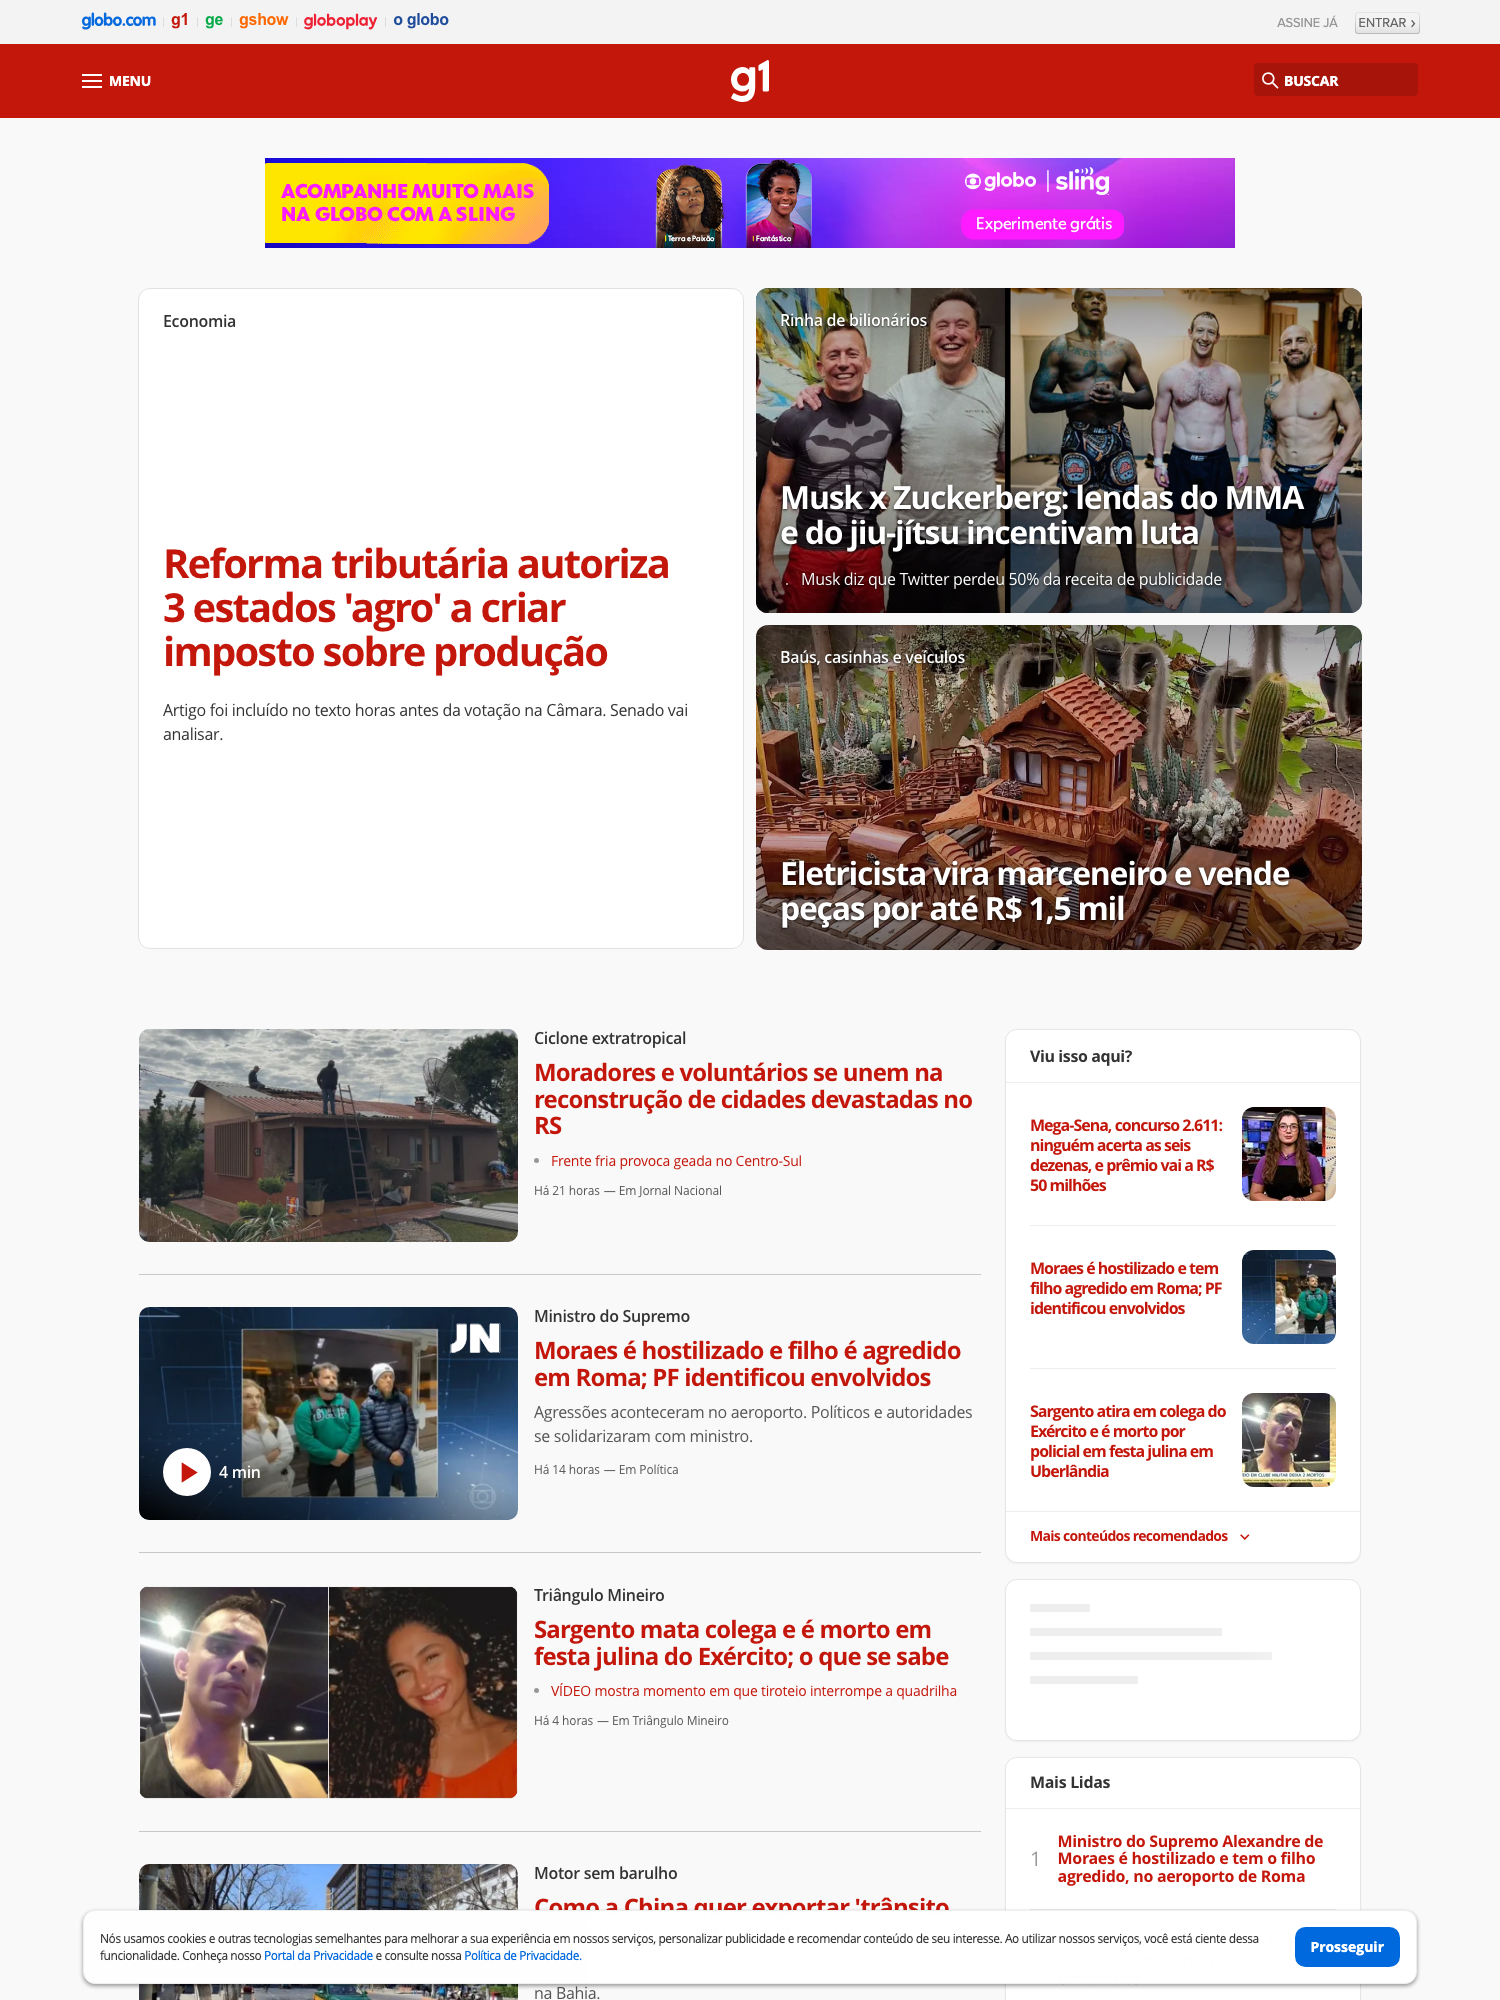 globo.com g1 ge gshow globoplay o globo
ASSINE JÁ ENTRAR ›
MENU
g1
BUSCAR
ACOMPANHE MUITO MAIS
NA GLOBO COM A SLING
Terra e Paixão
Fantástico
globo | sling
Experimente grátis
Economia
Reforma tributária autoriza
3 estados 'agro' a criar
imposto sobre produção
Artigo foi incluído no texto horas antes da votação na Câmara. Senado vai
analisar.
Rinha de bilionários
Musk x Zuckerberg: lendas do MMA
e do jiu-jítsu incentivam luta
. Musk diz que Twitter perdeu 50% da receita de publicidade
Baús, casinhas e veículos
Eletricista vira marceneiro e vende
peças por até R$ 1,5 mil
Ciclone extratropical
Moradores e voluntários se unem na
reconstrução de cidades devastadas no
RS
• Frente fria provoca geada no Centro-Sul
Há 21 horas — Em Jornal Nacional
JN
4 min
Ministro do Supremo
Moraes é hostilizado e filho é agredido
em Roma; PF identificou envolvidos
Agressões aconteceram no aeroporto. Políticos e autoridades
se solidarizaram com ministro.
Há 14 horas — Em Política
Triângulo Mineiro
Sargento mata colega e é morto em
festa julina do Exército; o que se sabe
• VÍDEO mostra momento em que tiroteio interrompe a quadrilha
Há 4 horas — Em Triângulo Mineiro
Motor sem barulho
Como a China quer exportar 'trânsito
na Bahia.
Viu isso aqui?
Mega-Sena, concurso 2.611:
ninguém acerta as seis
dezenas, e prêmio vai a R$
50 milhões
Moraes é hostilizado e tem
filho agredido em Roma; PF
identificou envolvidos
Sargento atira em colega do
Exército e é morto por
policial em festa julina em
Uberlândia
Mais conteúdos recomendados
Mais Lidas
1
Ministro do Supremo Alexandre de
Moraes é hostilizado e tem o filho
agredido, no aeroporto de Roma
Nós usamos cookies e outras tecnologias semelhantes para melhorar a sua experiência em nossos serviços, personalizar publicidade e recomendar conteúdo de seu interesse. Ao utilizar nossos serviços, você está ciente dessa
funcionalidade. Conheça nosso Portal da Privacidade e consulte nossa Política de Privacidade.
Prosseguir